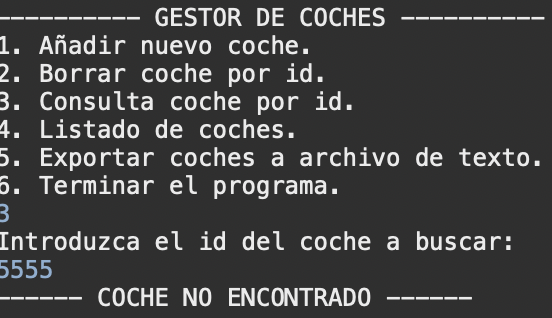 ---------- GESTOR DE COCHES ----------
1. Añadir nuevo coche.
2. Borrar coche por id.
3. Consulta coche por id.
4. Listado de coches.
5. Exportar coches a archivo de texto.
6. Terminar el programa.
3
Introduzca el id del coche a buscar:
5555
------ COCHE NO ENCONTRADO ------